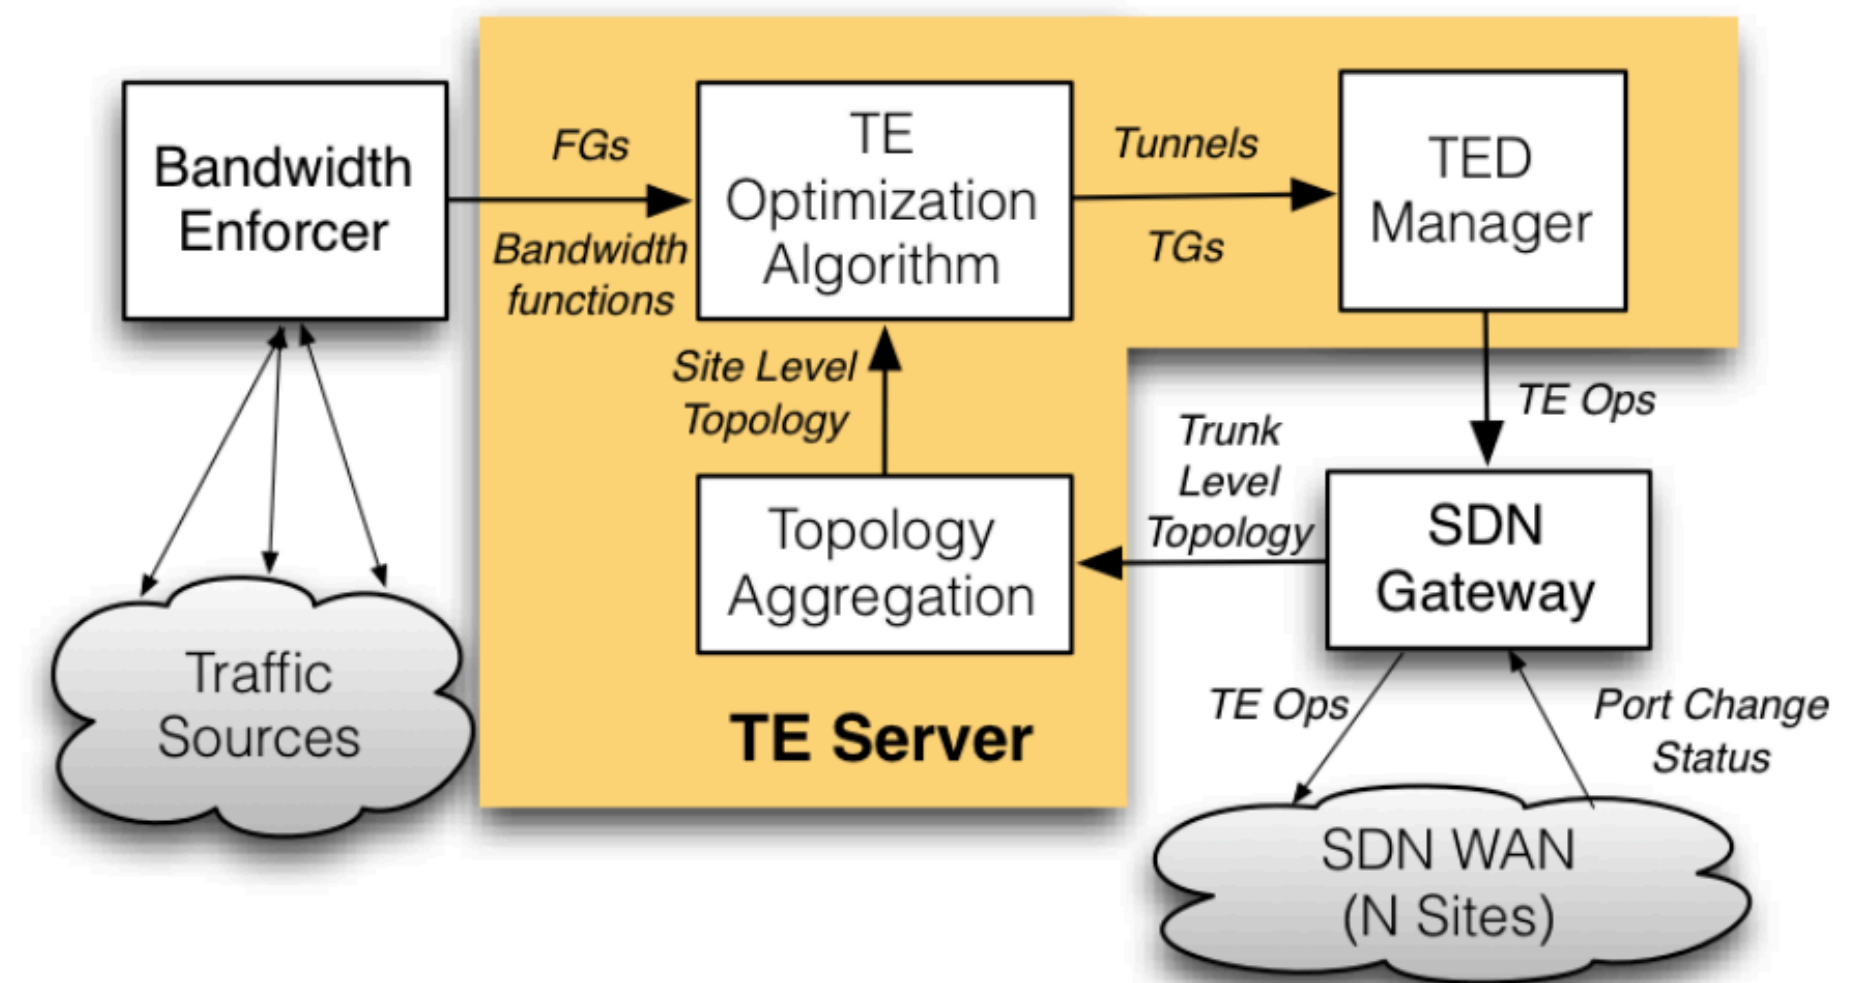 Bandwidth
Enforcer
FGs
Bandwidth
functions
TE
Optimization
Algorithm
Tunnels
TGs
TED
Manager
Site Level
Topology
TE Ops
Trunk
Level
Topology
Topology
Aggregation
SDN
Gateway
Traffic
Sources
TE Server
TE Ops
Port Change
Status
SDN WAN
(N Sites)